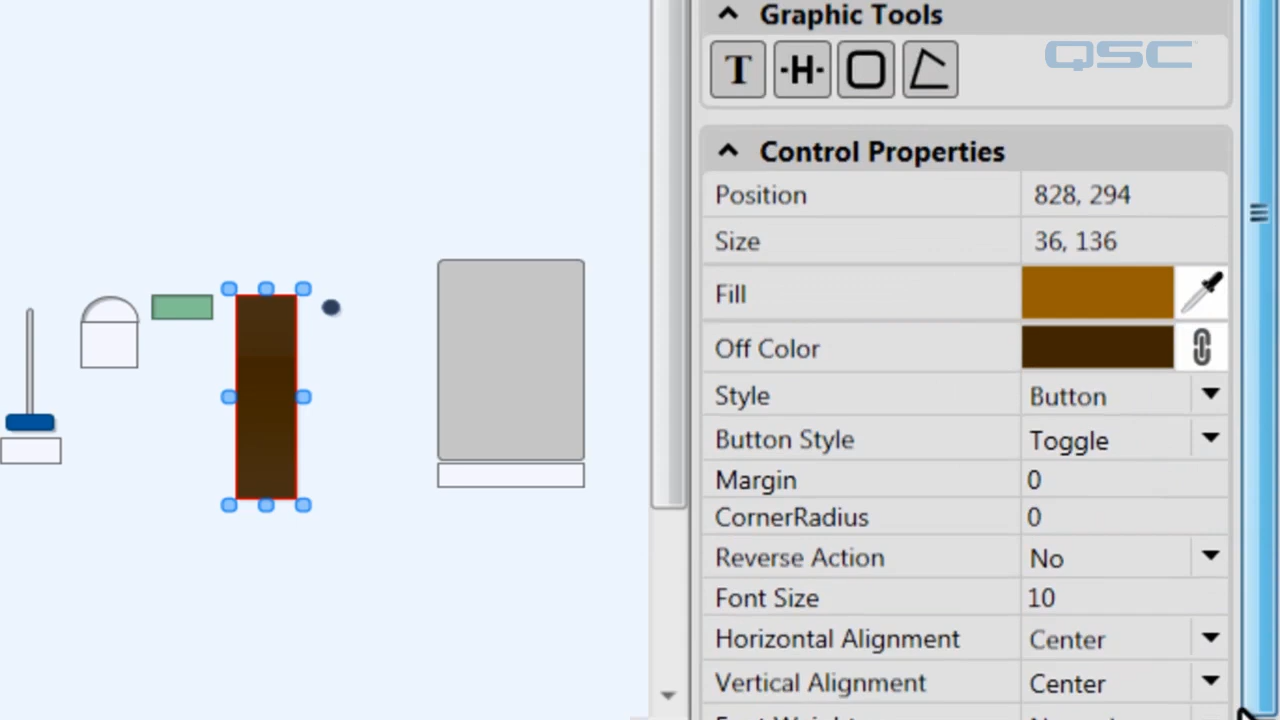 Graphic Tools
QSC
T
-H-
Control Properties
Position 828, 294
Size 36, 136
Fill
Off Color
Style Button
Button Style Toggle
Margin 0
CornerRadius 0
Reverse Action No
Font Size 10
Horizontal Alignment Center
Vertical Alignment Center